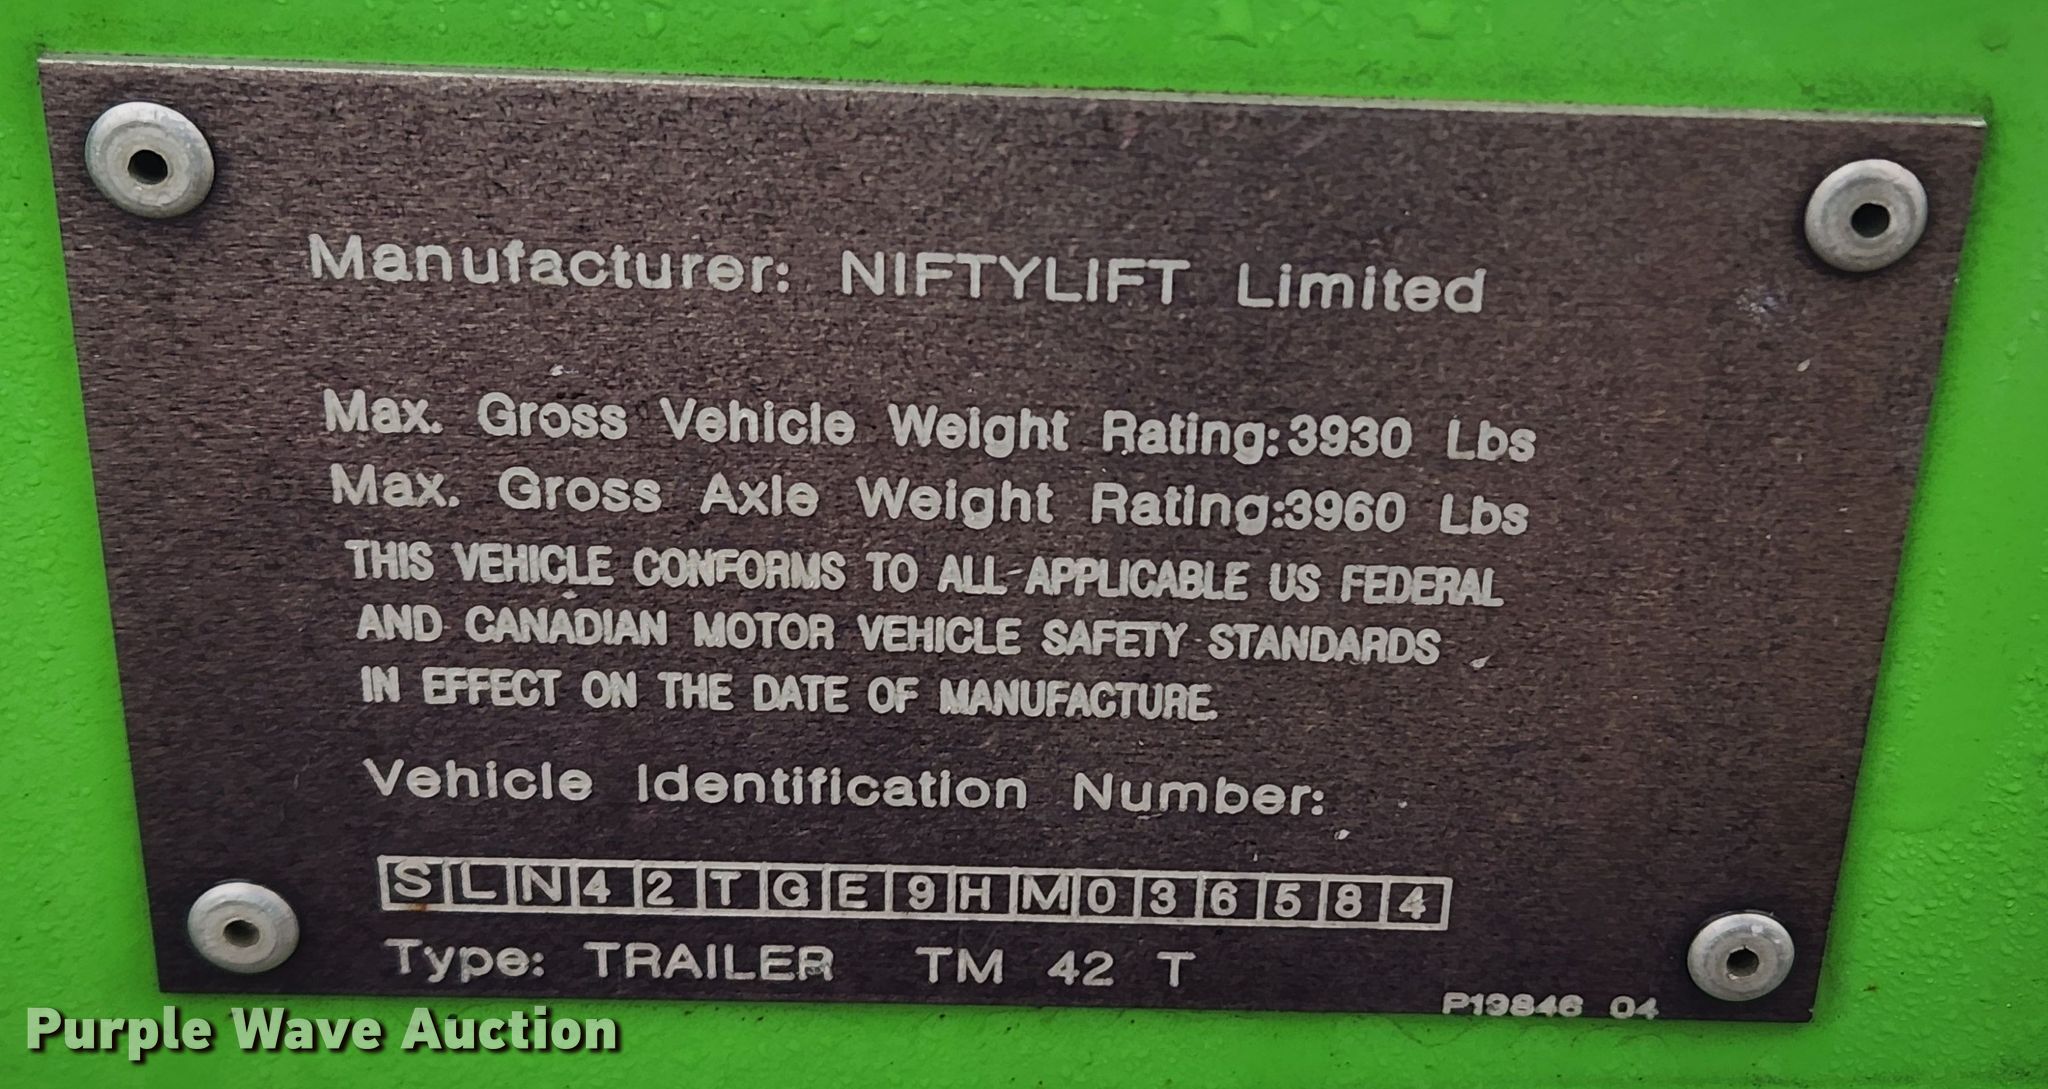 Manufacturer: NIFTYLIFT Limited
Max. Gross Vehicle Weight Rating:3930 Lbs
Max. Gross Axle Weight Rating:3960 Lbs
THIS VEHICLE CONFORMS TO ALL APPLICABLE US FEDERAL
AND CANADIAN MOTOR VEHICLE SAFETY STANDARDS
IN EFFECT ON THE DATE OF MANUFACTURE.
Vehicle Identification Number:
SLN42TGE9HM036584
Type: TRAILER TM 42 T
P19846 04
Purple Wave Auction